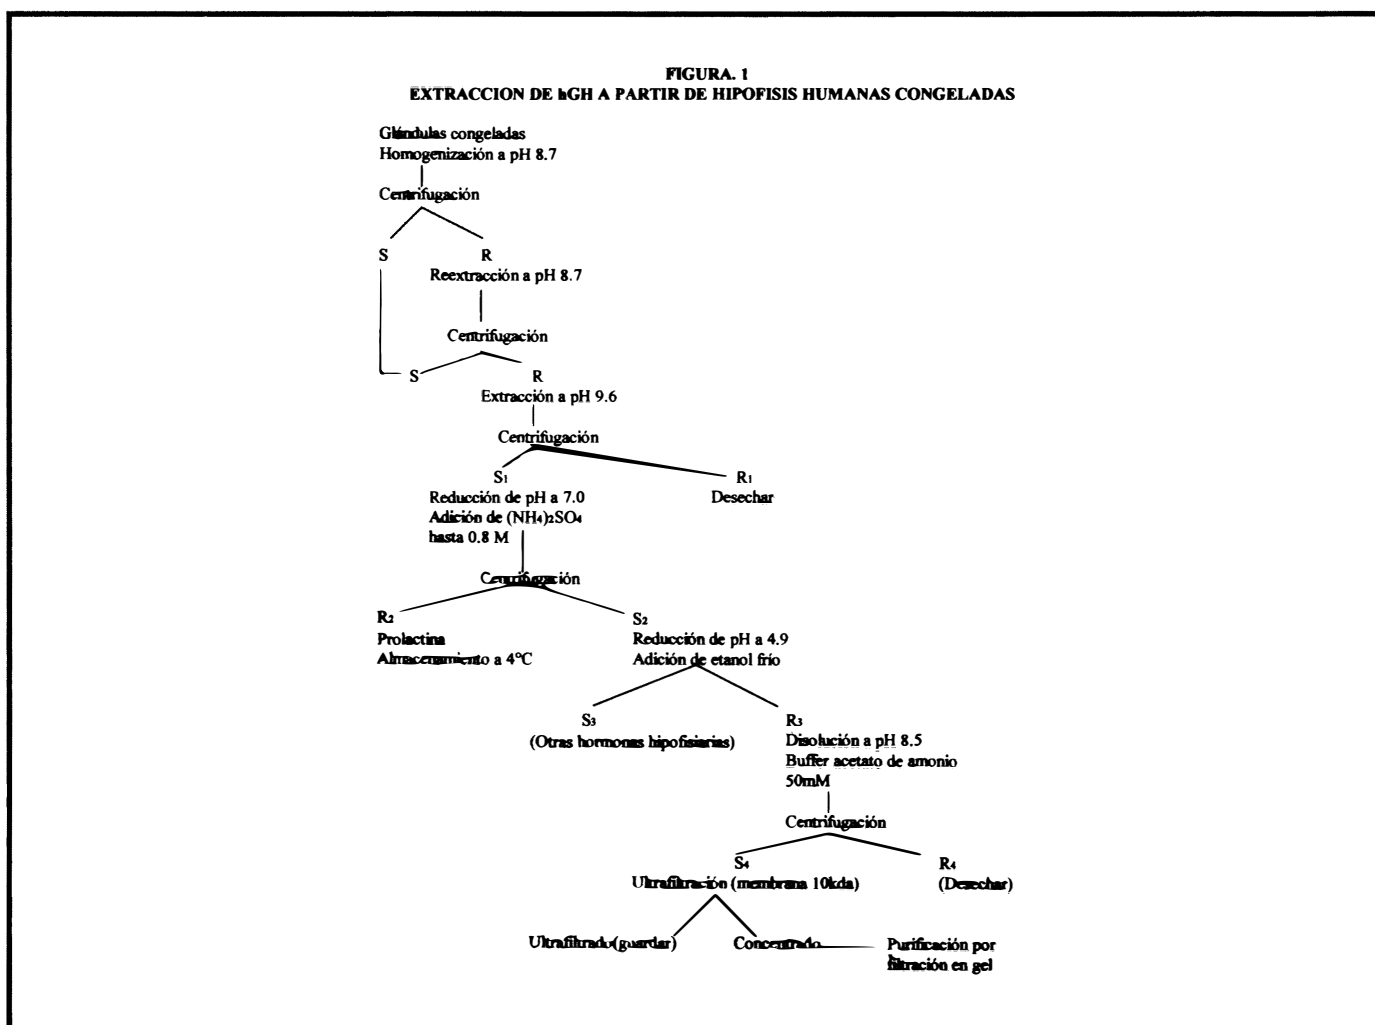 FIGURA. 1
EXTRACCION DE hGH A PARTIR DE HIPOFISIS HUMANAS CONGELADAS
Glándulas congeladas
Homogenización a pH 8.7
Centrifugación
S
R
Reextracción a pH 8.7
Centrifugación
S
R
Extracción a pH 9.6
Centrifugación
S1
R1
Reducción de pH a 7.0
Desechar
Adición de (NH4)2SO4
hasta 0.8 M
Centrifugación
R2
S2
Prolactina
Reducción de pH a 4.9
Almacenamiento a 4°C
Adición de etanol frío
S3
R3
(Otras hormonas hipofisiarias)
Disolución a pH 8.5
Buffer acetato de amonio
50mM
Centrifugación
S4
R4
Ultrafiltración (membrana 10kda)
(Desechar)
Ultrafiltrado (guardar)
Concentrado
Purificación por
filtración en gel